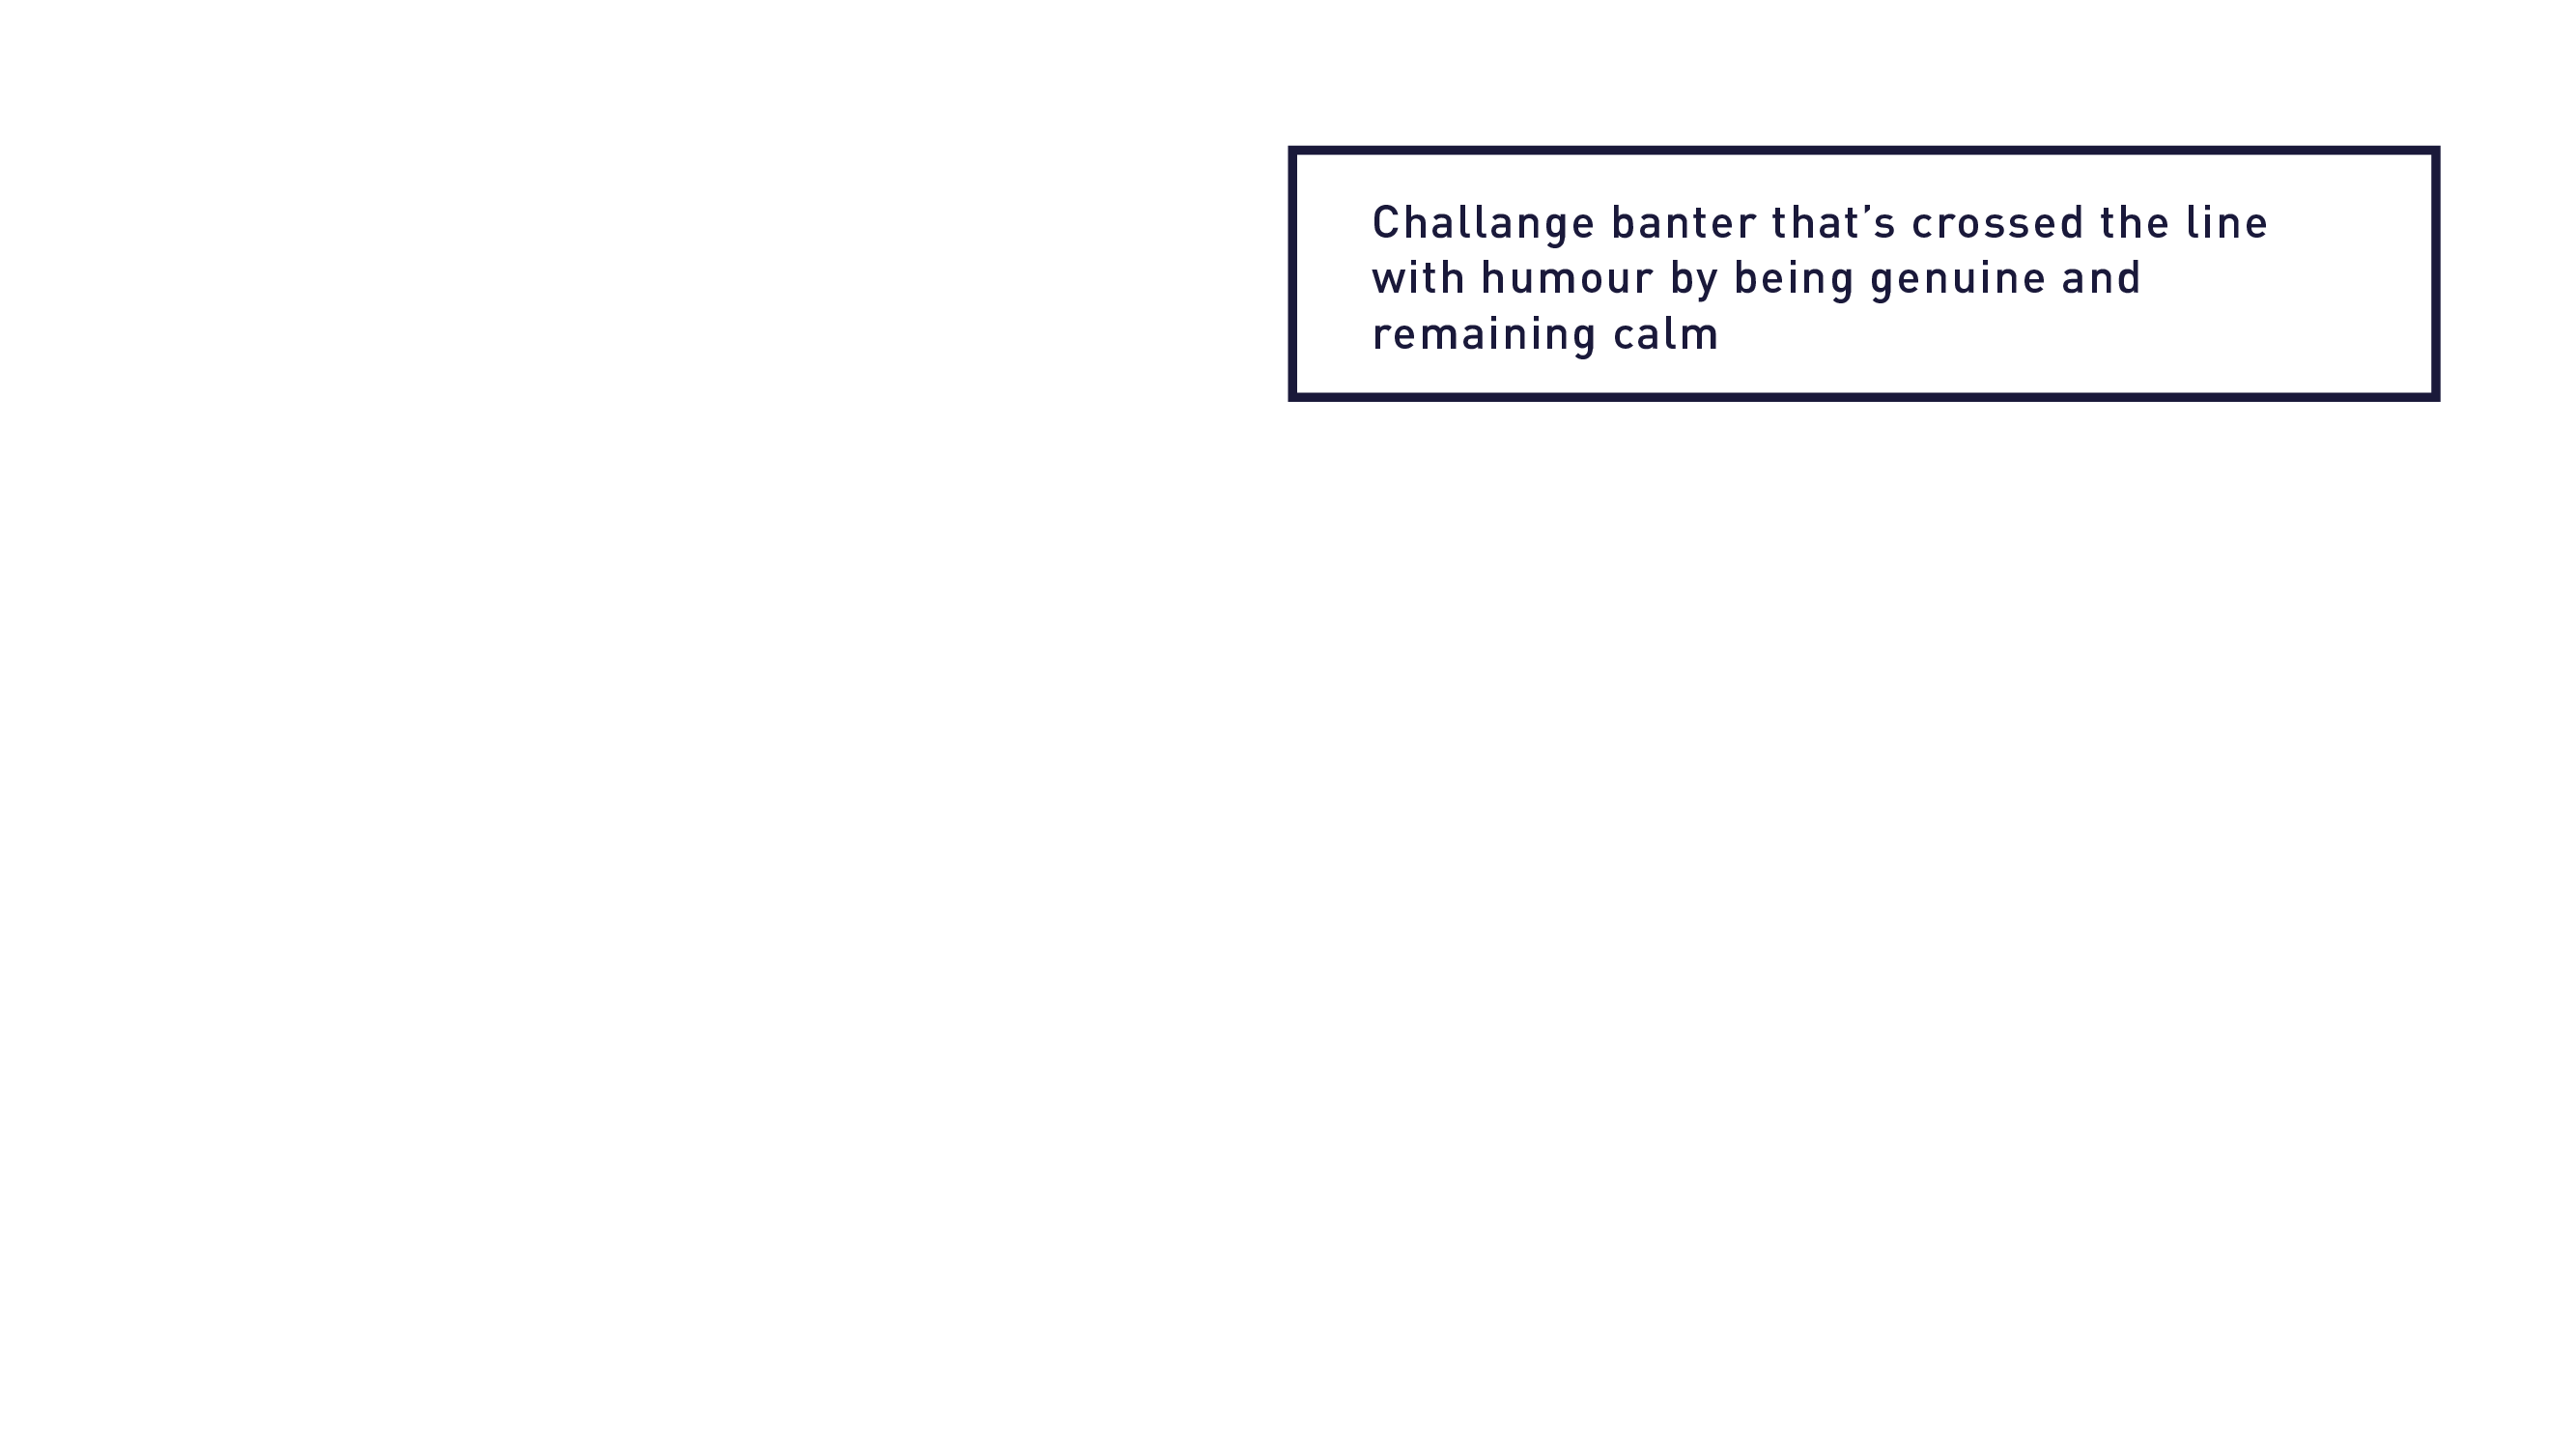 Challange banter that’s crossed the line
with humour by being genuine and
remaining calm